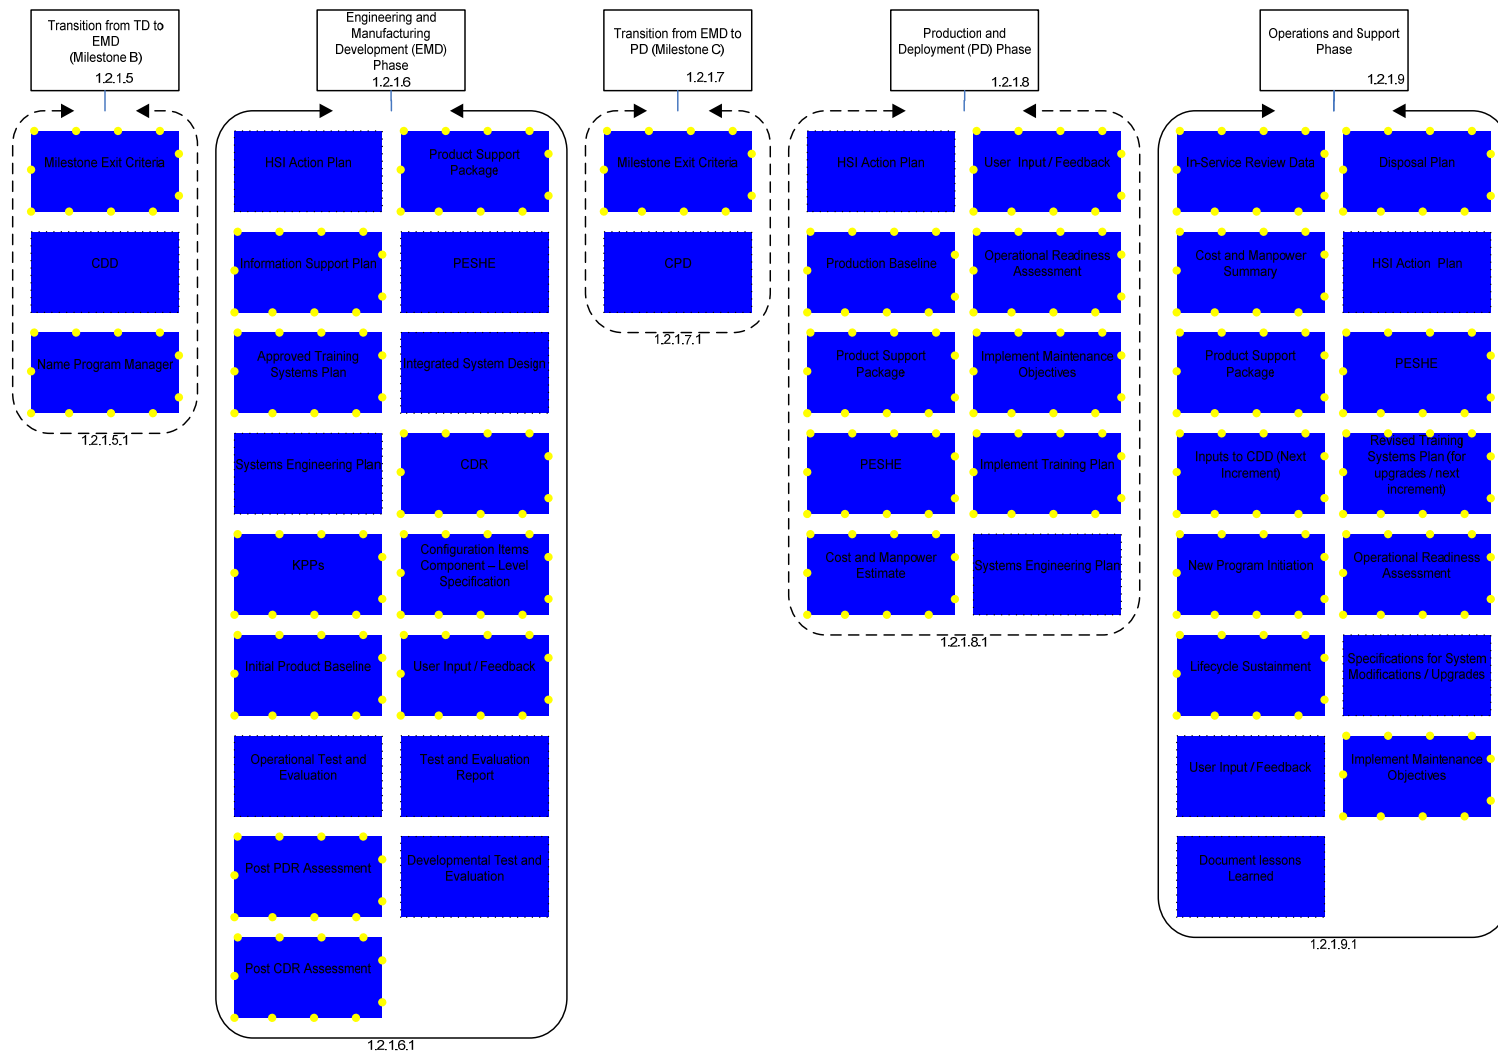 Transition from TD to
EMD
(Milestone B)
1.2.1.5
Engineering and
Manufacturing
Development (EMD)
Phase
1.2.1.6
Transition from EMD to
PD (Milestone C)
1.2.1.7
Production and
Deployment (PD) Phase
1.2.1.8
Operations and Support
Phase
1.2.1.9
Milestone Exit Criteria
CDD
Name Program Manager
1.2.1.5.1
HSI Action Plan
Product Support
Package
Information Support Plan
PESHE
Approved Training
Systems Plan
Integrated System Design
Systems Engineering Plan
CDR
KPPs
Configuration Items
Component – Level
Specification
Initial Product Baseline
User Input / Feedback
Operational Test and
Evaluation
Test and Evaluation
Report
Post PDR Assessment
Developmental Test and
Evaluation
Post CDR Assessment
1.2.1.6.1
Milestone Exit Criteria
CPD
1.2.1.7.1
HSI Action Plan
User Input / Feedback
Production Baseline
Operational Readiness
Assessment
Product Support
Package
Implement Maintenance
Objectives
PESHE
Implement Training Plan
Cost and Manpower
Estimate
Systems Engineering Plan
1.2.1.8.1
In-Service Review Data
Disposal Plan
Cost and Manpower
Summary
HSI Action Plan
Product Support
Package
PESHE
Inputs to CDD (Next
Increment)
Revised Training
Systems Plan (for
upgrades / next
increment)
New Program Initiation
Operational Readiness
Assessment
Lifecycle Sustainment
Specifications for System
Modifications / Upgrades
User Input / Feedback
Implement Maintenance
Objectives
Document lessons
Learned
1.2.1.9.1